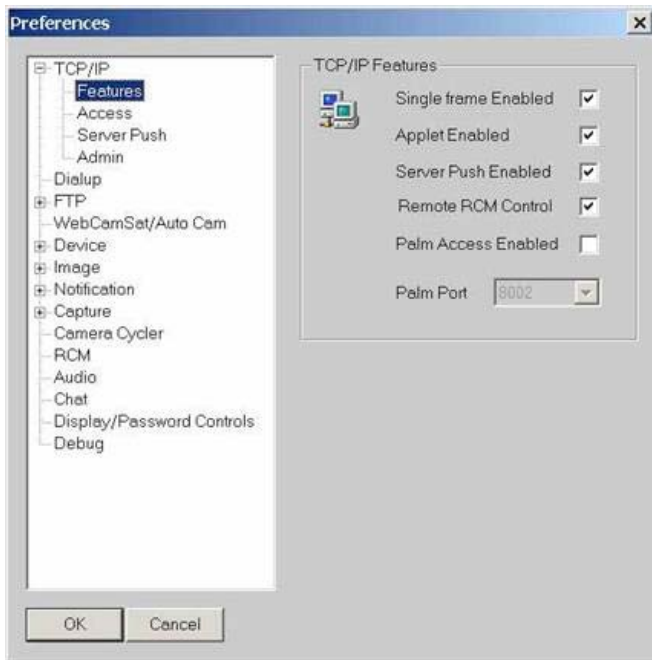 Preferences
TCP/IP
Features
Access
Server Push
Admin
Dialup
FTP
WebCamSat/Auto Cam
Device
Image
Notification
Capture
Camera Cycler
RCM
Audio
Chat
Display/Password Controls
Debug
TCP/IP Features
Single frame Enabled
Applet Enabled
Server Push Enabled
Remote RCM Control
Palm Access Enabled
Palm Port 8002
OK Cancel